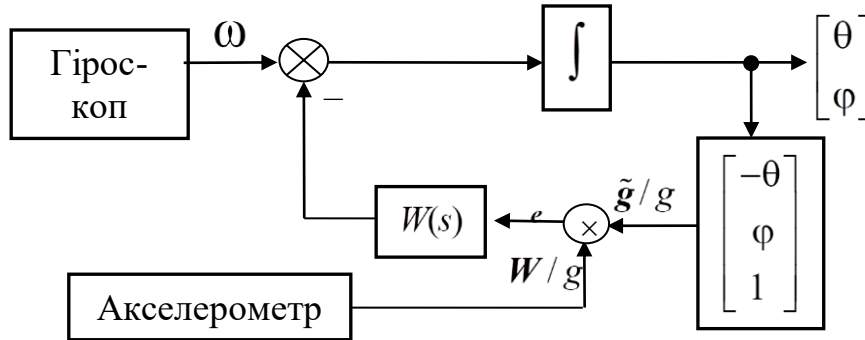 Гірос-
коп
ω
–
∫
θ
φ
−θ
φ
1
g̃ / g
e
×
W(s)
W / g
Акселерометр